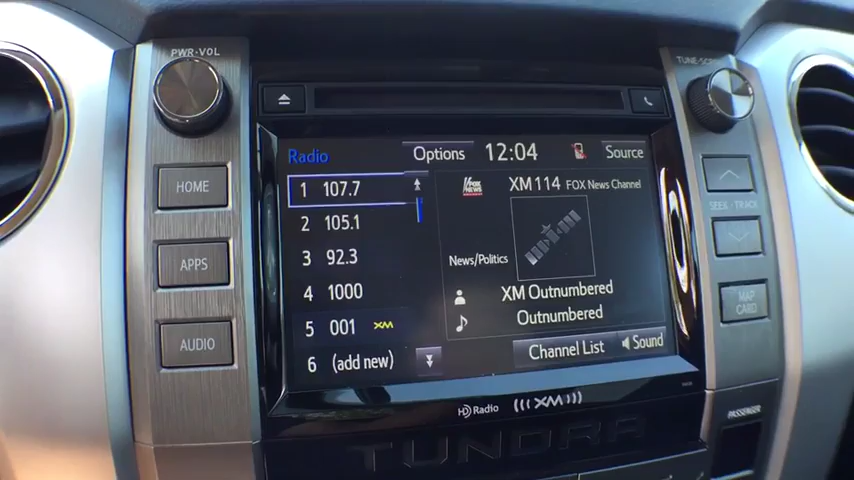 PWR•VOL
TUNE•SC
HOME
APPS
AUDIO
Radio
Options
12:04
Source
1 107.7
2 105.1
3 92.3
4 1000
5 001 XM
6 (add new)
FOX NEWS
XM114 FOX News Channel
News/Politics
XM Outnumbered
Outnumbered
Channel List
Sound
SEEK/TRACK
MAP CARD
HD Radio
XM
TUNDRA
PASSENGER